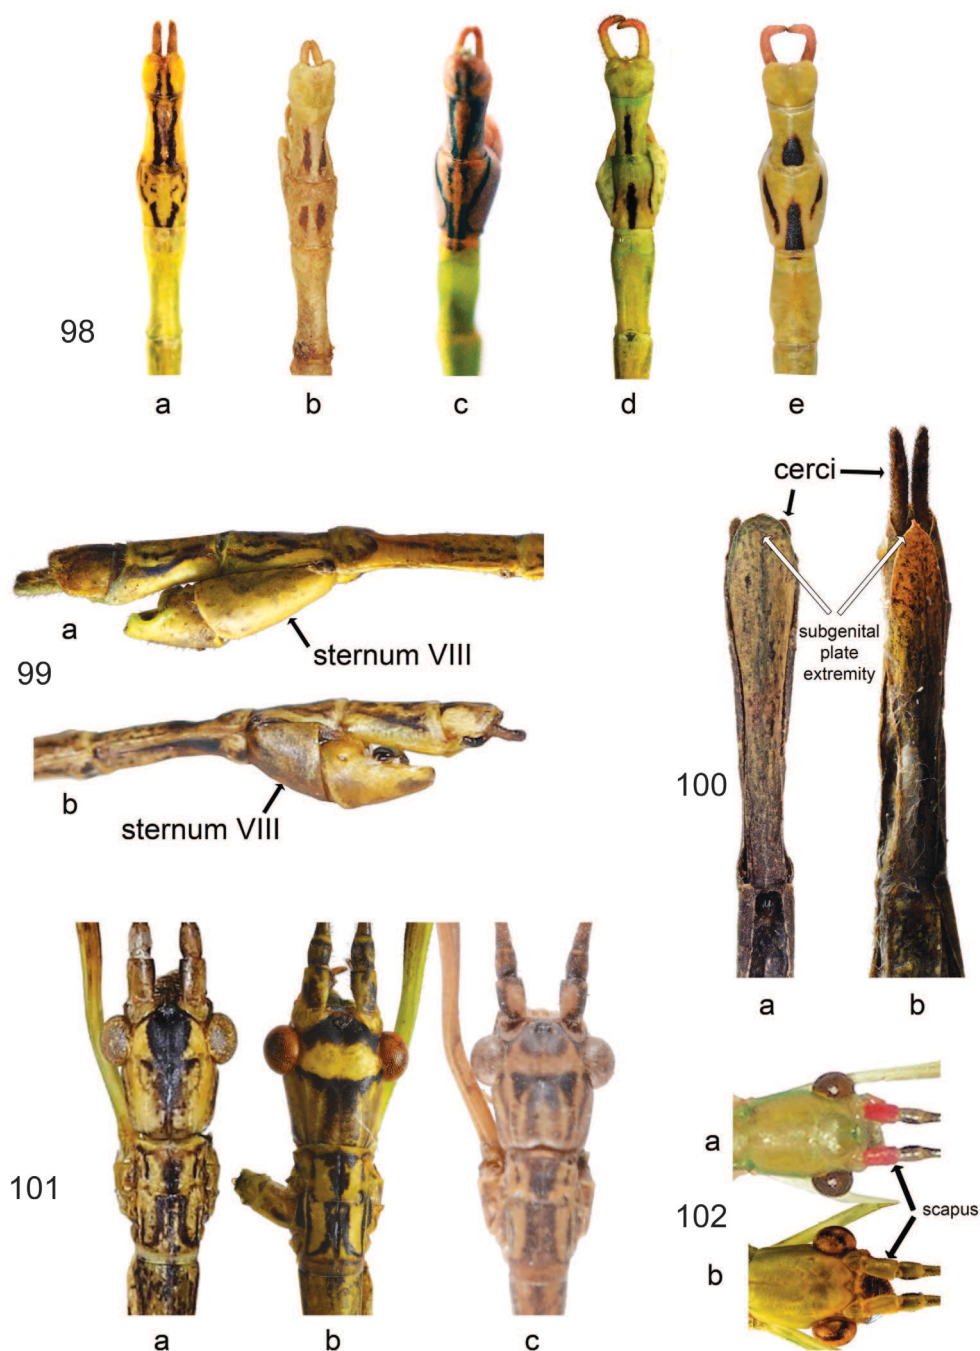 98
a b c d e
cerci
a
sternum VIII
99
b
sternum VIII
subgenital
plate
extremity
100
a b
101
a b c
a
scapus
102
b